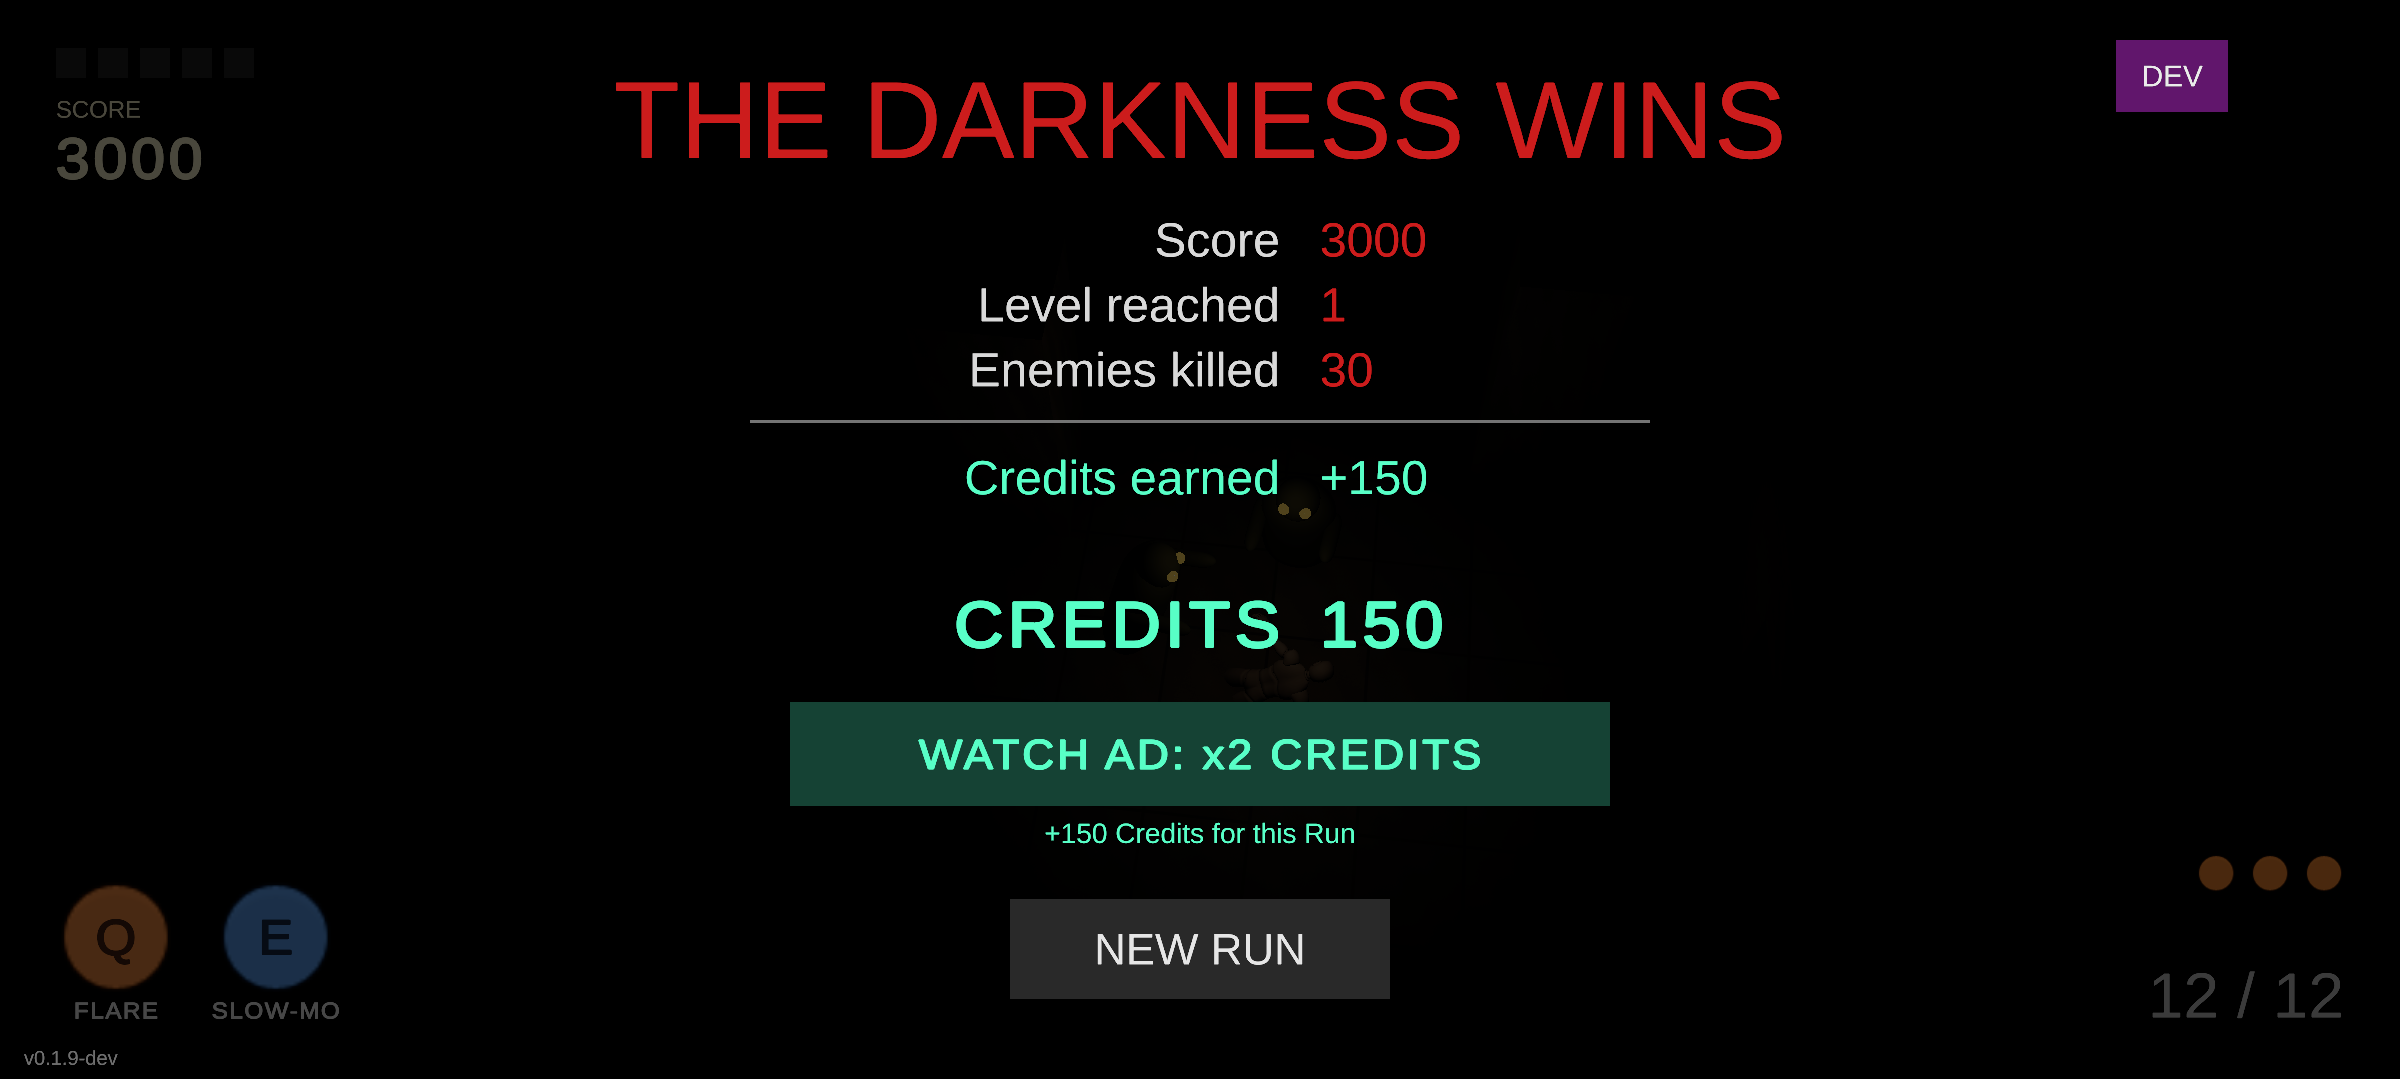 SCORE
3000
DEV
THE DARKNESS WINS
Score 3000
Level reached 1
Enemies killed 30
Credits earned +150
CREDITS 150
WATCH AD: x2 CREDITS
+150 Credits for this Run
NEW RUN
Q E
FLARE SLOW-MO
12 / 12
v0.1.9-dev